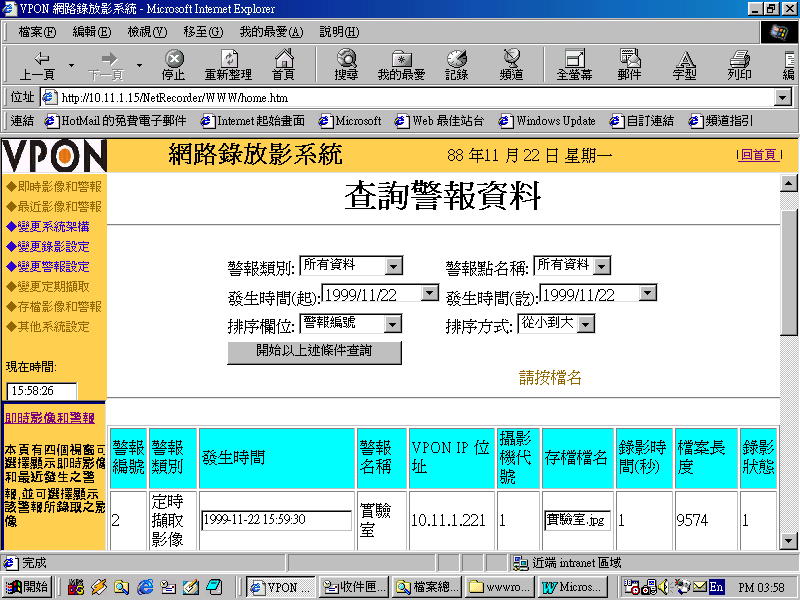 VPON 網路錄放影系統 - Microsoft Internet Explorer
檔案(F) 編輯(E) 檢視(V) 移至(G) 我的最愛(A) 說明(H)
上一頁 下一頁 停止 重新整理 首頁 搜尋 我的最愛 記錄 頻道 全螢幕 郵件 字型 列印 編
網址 http://10.11.1.15/NetRecorder/WWW/home.htm
連結 HotMail 的免費電子郵件 Internet 起始畫面 Microsoft Web 最佳站台 Windows Update 自訂連結 頻道指引
VPON 網路錄放影系統 88 年11 月 22 日 星期一 | 回首頁 |
◆即時影像和警報
◆最近影像和警報
◆變更系統架構
◆變更錄影設定
◆變更警報設定
◆變更定期擷取
◆存檔影像和警報
◆其他系統設定
現在時間:
15:58:26
即時影像和警報
本頁有四個視窗可
選擇顯示即時影像
和最近發生之警
報,並可選擇顯示
該警報所錄取之影
像
查詢警報資料
警報類別: 所有資料 警報點名稱: 所有資料
發生時間(起): 1999/11/22 發生時間(訖): 1999/11/22
排序欄位: 警報編號 排序方式: 從小到大
開始以上述條件查詢
請按檔名
警報編號 警報類別 發生時間 警報名稱 VPON IP 位址 攝影機代號 存檔檔名 錄影時間(秒) 檔案長度 錄影狀態
2 定時擷取影像 1999-11-22 15:59:30 實驗室 10.11.1.221 1 實驗室.jpg 1 9574 1
完成 近端 intranet 區域
開始 VPON ... 收件匣... 檔案總... wwwro... Micros... En PM 03:58